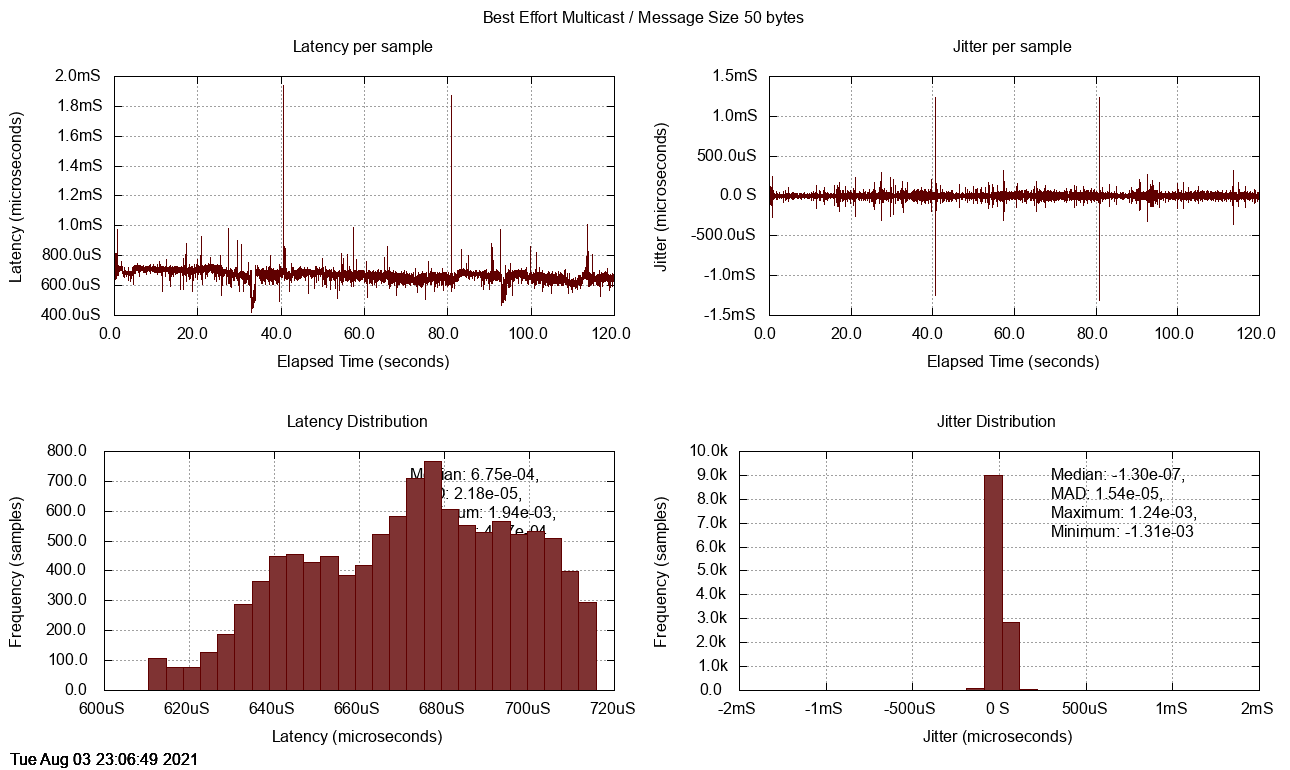 Best Effort Multicast / Message Size 50 bytes
Latency per sample
2.0mS
1.8mS
1.6mS
1.4mS
1.2mS
1.0mS
800.0uS
600.0uS
400.0uS
Latency (microseconds)
0.0 20.0 40.0 60.0 80.0 100.0 120.0
Elapsed Time (seconds)
Jitter per sample
1.5mS
1.0mS
500.0uS
0.0 S
-500.0uS
-1.0mS
-1.5mS
Jitter (microseconds)
0.0 20.0 40.0 60.0 80.0 100.0 120.0
Elapsed Time (seconds)
Latency Distribution
800.0
700.0
600.0
500.0
400.0
300.0
200.0
100.0
0.0
Frequency (samples)
6.75e-04,
2.18e-05,
1.94e-03,
600uS 620uS 640uS 660uS 680uS 700uS 720uS
Latency (microseconds)
Jitter Distribution
10.0k
9.0k
8.0k
7.0k
6.0k
5.0k
4.0k
3.0k
2.0k
1.0k
0.0
Frequency (samples)
Median: -1.30e-07,
MAD: 1.54e-05,
Maximum: 1.24e-03,
Minimum: -1.31e-03
-2mS -1mS -500uS 0 S 500uS 1mS 2mS
Jitter (microseconds)
Tue Aug 03 23:06:49 2021